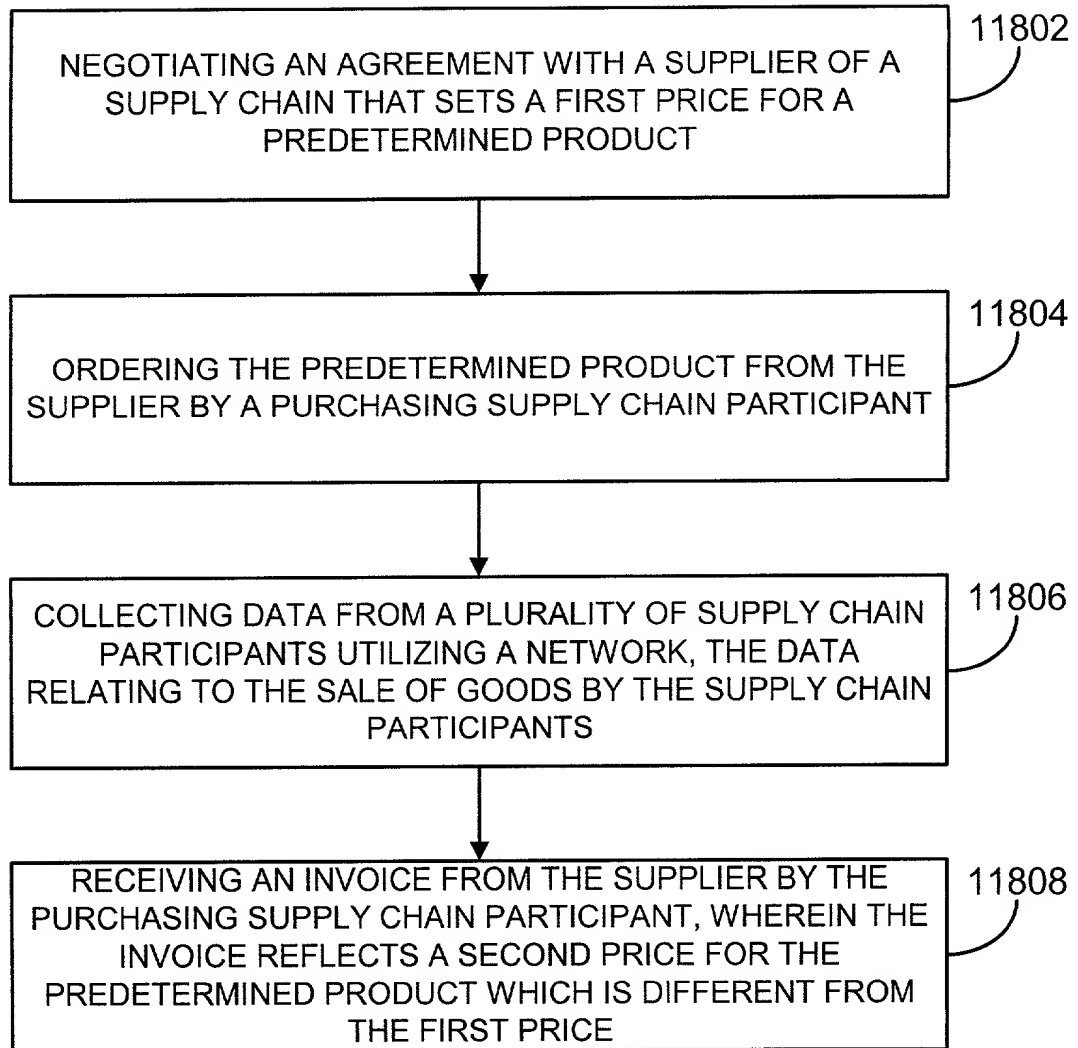 11802
NEGOTIATING AN AGREEMENT WITH A SUPPLIER OF A
SUPPLY CHAIN THAT SETS A FIRST PRICE FOR A
PREDETERMINED PRODUCT
11804
ORDERING THE PREDETERMINED PRODUCT FROM THE
SUPPLIER BY A PURCHASING SUPPLY CHAIN PARTICIPANT
11806
COLLECTING DATA FROM A PLURALITY OF SUPPLY CHAIN
PARTICIPANTS UTILIZING A NETWORK, THE DATA
RELATING TO THE SALE OF GOODS BY THE SUPPLY CHAIN
PARTICIPANTS
11808
RECEIVING AN INVOICE FROM THE SUPPLIER BY THE
PURCHASING SUPPLY CHAIN PARTICIPANT, WHEREIN THE
INVOICE REFLECTS A SECOND PRICE FOR THE
PREDETERMINED PRODUCT WHICH IS DIFFERENT FROM
THE FIRST PRICE